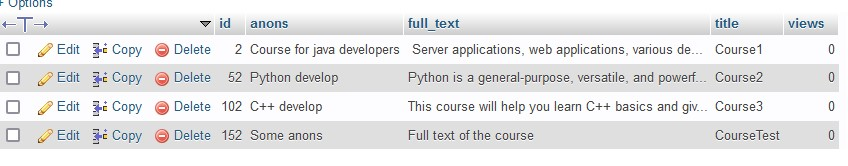 + Options
←T→ id anons full_text title views
Edit Copy Delete 2 Course for java developers Server applications, web applications, various de... Course1 0
Edit Copy Delete 52 Python develop Python is a general-purpose, versatile, and powerf... Course2 0
Edit Copy Delete 102 C++ develop This course will help you learn C++ basics and giv... Course3 0
Edit Copy Delete 152 Some anons Full text of the course CourseTest 0